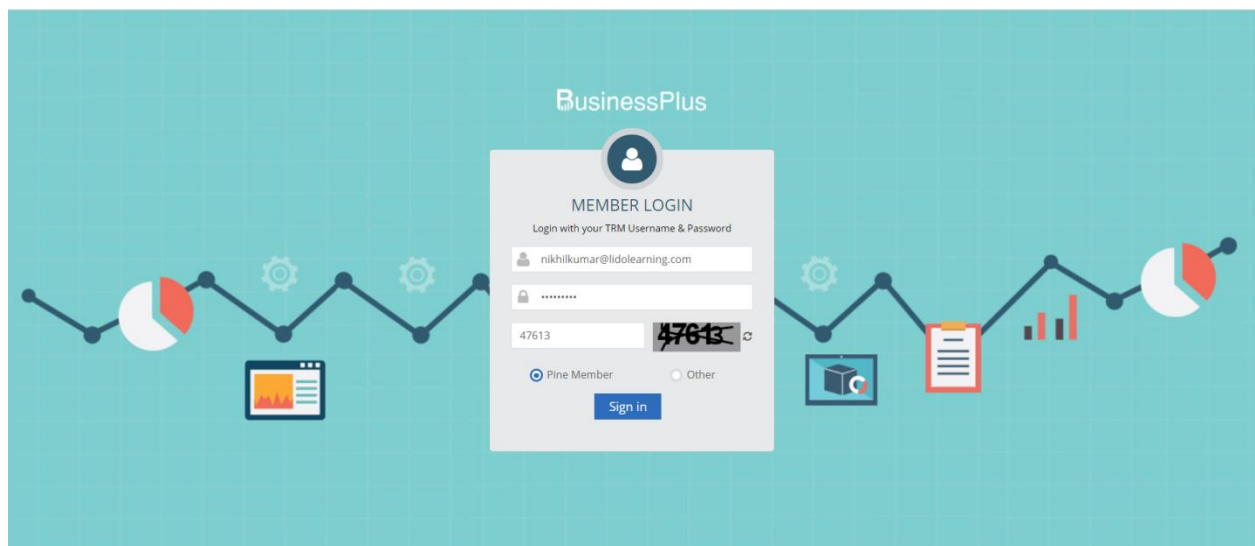 BusinessPlus
MEMBER LOGIN
Login with your TRM Username & Password
nikhilkumar@lidolearning.com
•••••••••
47613 47613
Pine Member Other
Sign in